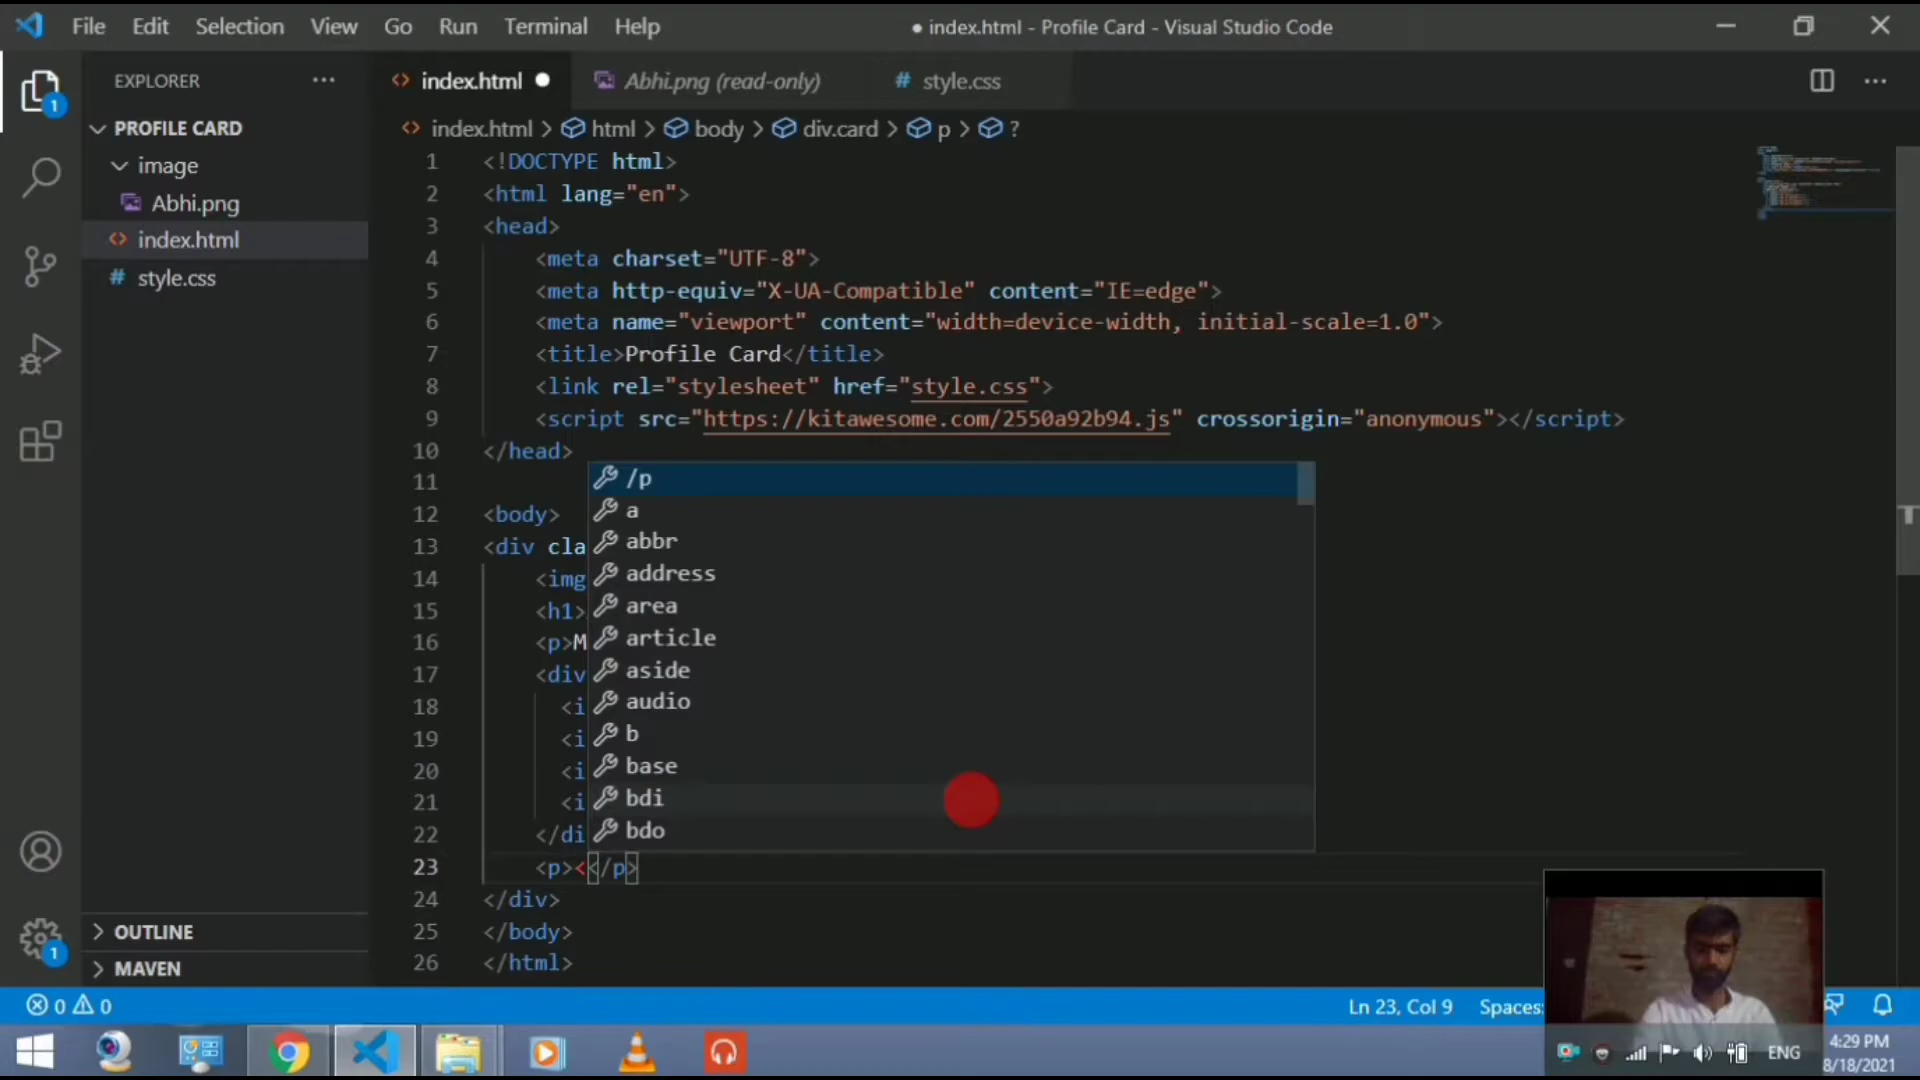 File Edit Selection View Go Run Terminal Help ● index.html - Profile Card - Visual Studio Code
EXPLORER ··· <> index.html ● Abhi.png (read-only) # style.css ···
PROFILE CARD <> index.html > html > body > div.card > p > ?
image
Abhi.png
<> index.html
# style.css
1 <!DOCTYPE html>
2 <html lang="en">
3 <head>
4 <meta charset="UTF-8">
5 <meta http-equiv="X-UA-Compatible" content="IE=edge">
6 <meta name="viewport" content="width=device-width, initial-scale=1.0">
7 <title>Profile Card</title>
8 <link rel="stylesheet" href="style.css">
9 <script src="https://kitawesome.com/2550a92b94.js" crossorigin="anonymous"></script>
10 </head>
11
12 <body>
13 <div cla
14 <img
15 <h1>
16 <p>M
17 <div
18 <i
19 <i
20 <i
21 <i
22 </di
23 <p><</p>
24 </div>
25 </body>
26 </html>
/p
a
abbr
address
area
article
aside
audio
b
base
bdi
bdo
1
1
OUTLINE
MAVEN
0 0 Ln 23, Col 9 Spaces:
ENG 4:29 PM
8/18/2021